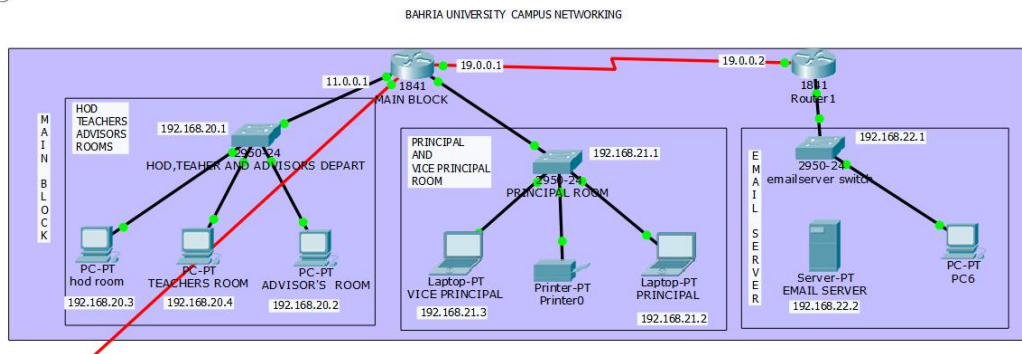 BAHRIA UNIVERSITY CAMPUS NETWORKING
11.0.0.1
1841
MAIN BLOCK
19.0.0.1
19.0.0.2
1841
Router1
MAIN BLOCK
HOD
TEACHERS
ADVISORS
ROOMS
192.168.20.1
2950-24
HOD,TEAHER AND ADVISORS DEPART
PC-PT
hod room
192.168.20.3
PC-PT
TEACHERS ROOM
192.168.20.4
PC-PT
ADVISOR'S ROOM
192.168.20.2
PRINCIPAL
AND
VICE PRINCIPAL
ROOM
192.168.21.1
2950-24
PRINCIPAL ROOM
Laptop-PT
VICE PRINCIPAL
192.168.21.3
Printer-PT
Printer0
Laptop-PT
PRINCIPAL
192.168.21.2
EMAIL SERVER
192.168.22.1
2950-24
emailserver switch
Server-PT
EMAIL SERVER
192.168.22.2
PC-PT
PC6